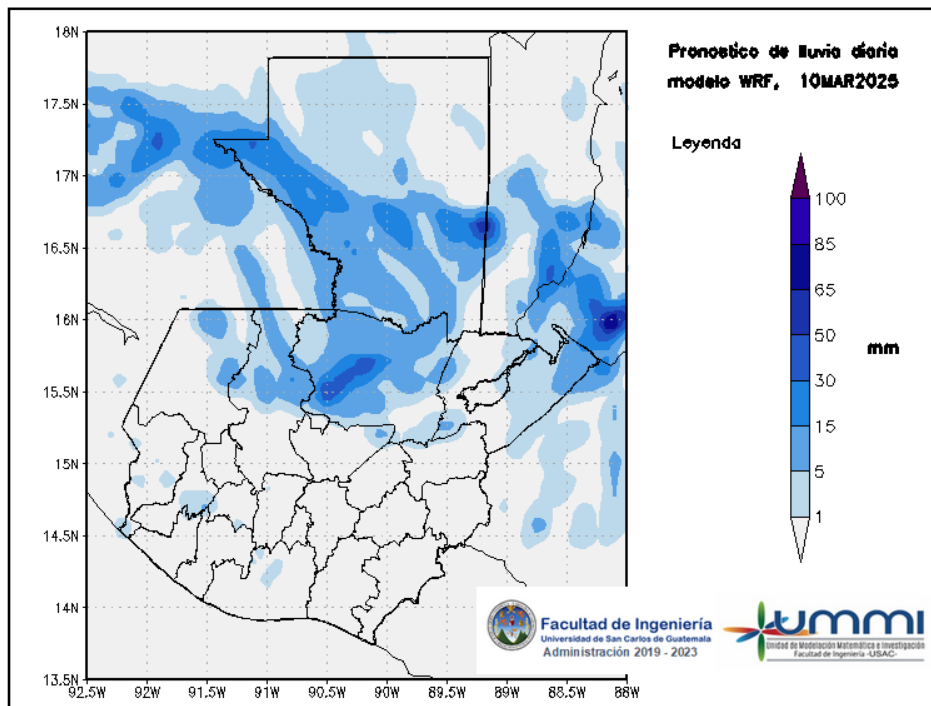 Pronostico de lluvia diaria
modelo WRF, 10MAR2025
Leyenda
100
85
65
50
30
15
5
1
mm
18N
17.5N
17N
16.5N
16N
15.5N
15N
14.5N
14N
13.5N
92.5W
92W
91.5W
91W
90.5W
90W
89.5W
89W
88.5W
88W
Facultad de Ingeniería
Universidad de San Carlos de Guatemala
Administración 2019 - 2023
ummi
Unidad de Modelación Matemática e Investigación
Facultad de Ingeniería -USAC-